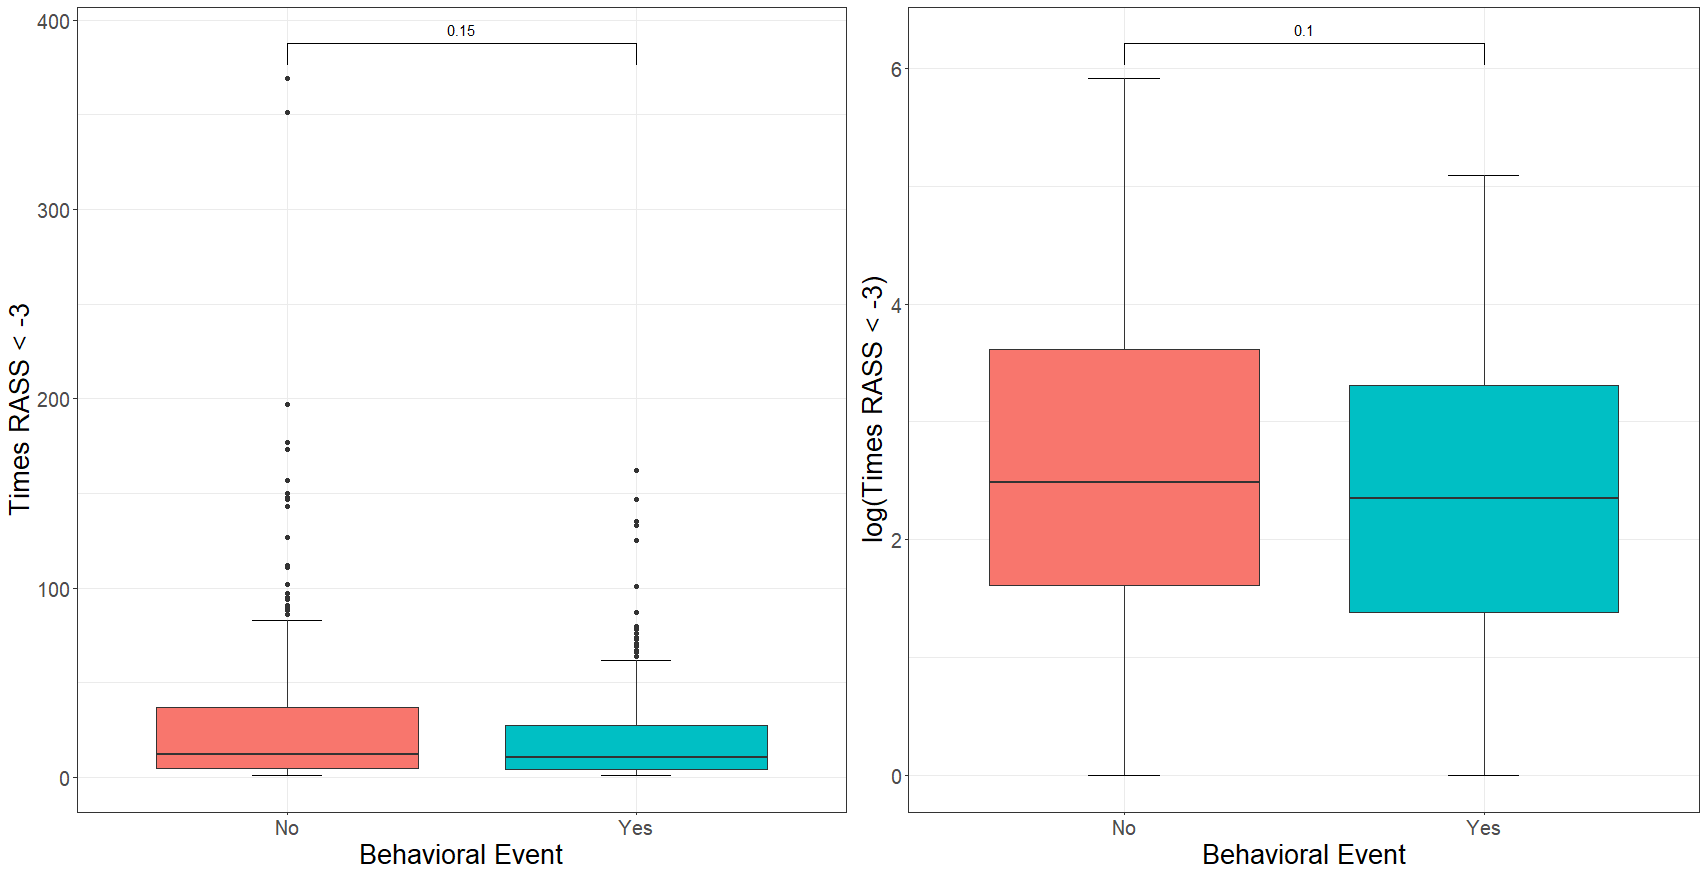 400
300
200
100
0
Times RASS < -3
0.15
No
Yes
Behavioral Event
6
4
2
0
log(Times RASS < -3)
0.1
No
Yes
Behavioral Event